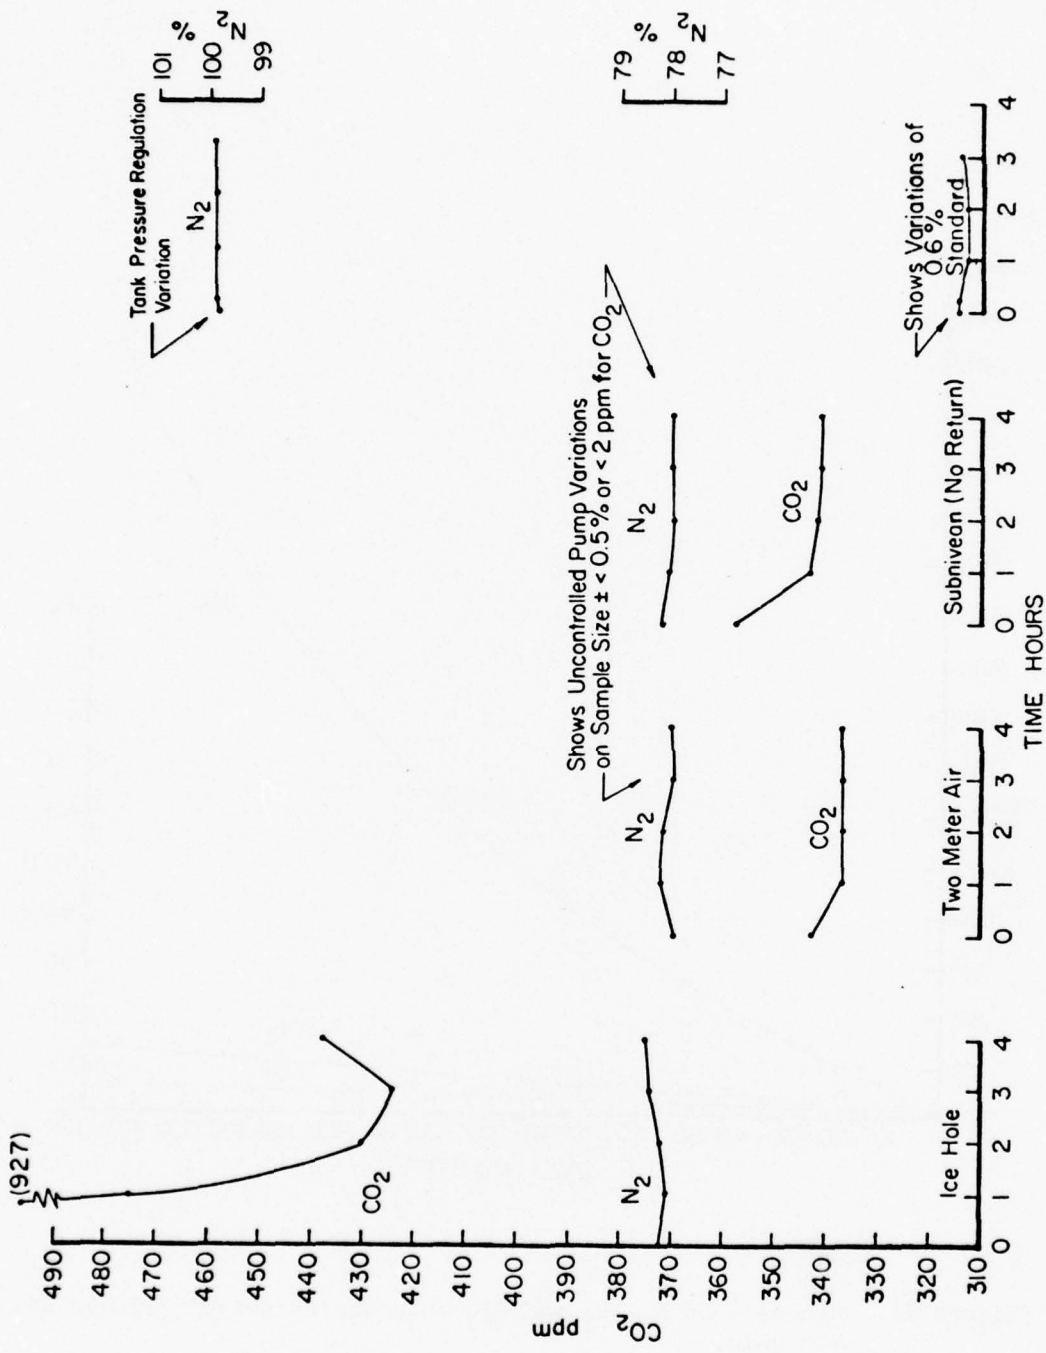 (927)
490
480
470
460
450
440
430
420
410
400
390
380
370
360
350
340
330
320
310
CO2 ppm
CO2
N2
Ice Hole
0 1 2 3 4
Shows Uncontrolled Pump Variations
on Sample Size ± < 0.5% or < 2 ppm for CO2
N2
CO2
Two Meter Air
0 1 2 3 4
N2
CO2
Subnivean (No Return)
0 1 2 3 4
Tank Pressure Regulation
Variation
N2
101
100
99
% N2
79
78
77
% N2
Shows Variations of
0.6%
Standard
0 1 2 3 4
TIME HOURS